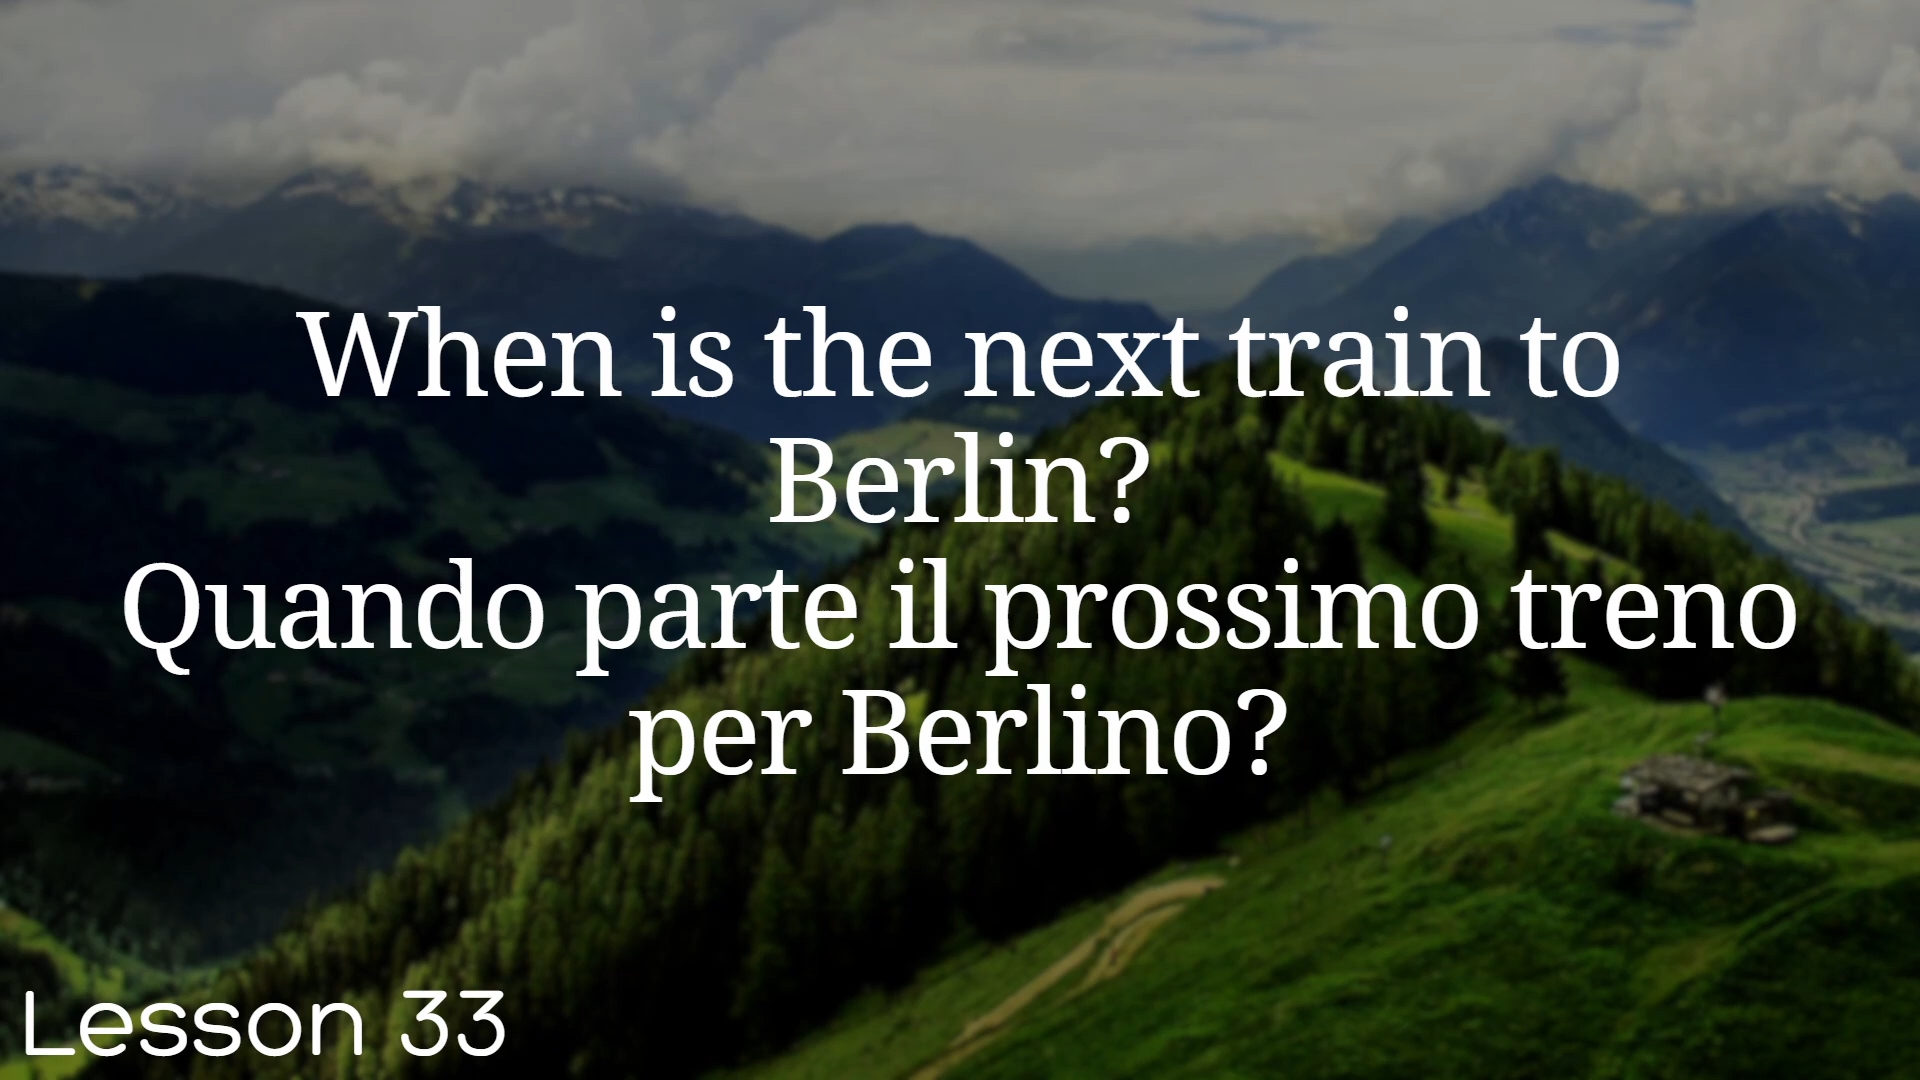 When is the next train to
Berlin?
Quando parte il prossimo treno
per Berlino?
Lesson 33